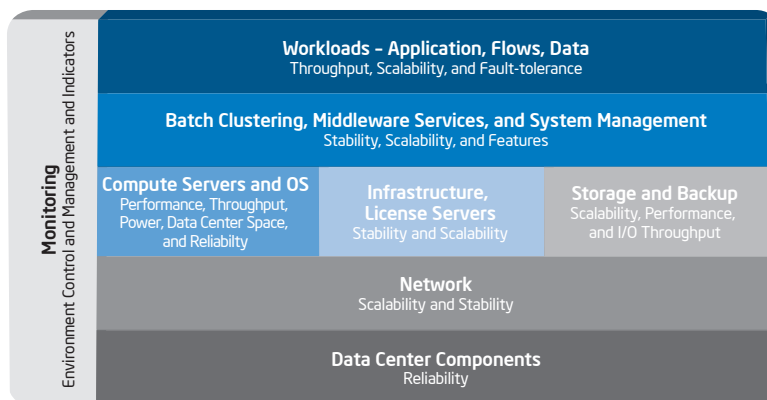 Monitoring
Environment Control and Management and Indicators
Workloads – Application, Flows, Data
Throughput, Scalability, and Fault-tolerance
Batch Clustering, Middleware Services, and System Management
Stability, Scalability, and Features
Compute Servers and OS
Performance, Throughput,
Power, Data Center Space,
and Reliabilty
Infrastructure,
License Servers
Stability and Scalability
Storage and Backup
Scalability, Performance,
and I/O Throughput
Network
Scalability and Stability
Data Center Components
Reliability